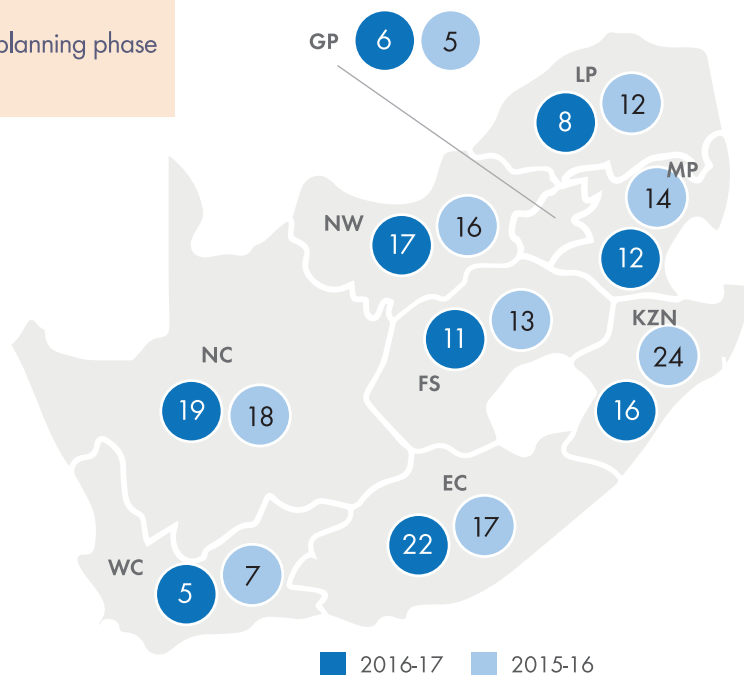 planning phase
GP 6 5
LP
8 12
MP
14
12
NW
17 16
KZN
24
16
11 13
FS
NC
19 18
EC
22 17
WC
5 7
2016-17 2015-16